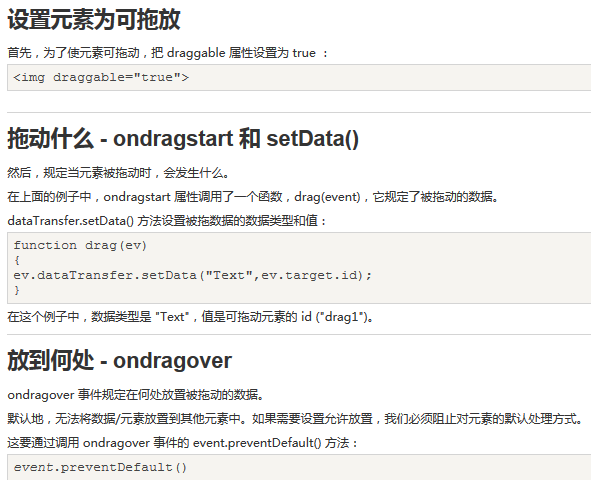 设置元素为可拖放
首先，为了使元素可拖动，把 draggable 属性设置为 true ：
<img draggable="true">
拖动什么 - ondragstart 和 setData()
然后，规定当元素被拖动时，会发生什么。
在上面的例子中，ondragstart 属性调用了一个函数，drag(event)，它规定了被拖动的数据。
dataTransfer.setData() 方法设置被拖数据的数据类型和值：
function drag(ev)
{
ev.dataTransfer.setData("Text",ev.target.id);
}
在这个例子中，数据类型是 "Text"，值是可拖动元素的 id ("drag1")。
放到何处 - ondragover
ondragover 事件规定在何处放置被拖动的数据。
默认地，无法将数据/元素放置到其他元素中。如果需要设置允许放置，我们必须阻止对元素的默认处理方式。
这要通过调用 ondragover 事件的 event.preventDefault() 方法：
event.preventDefault()